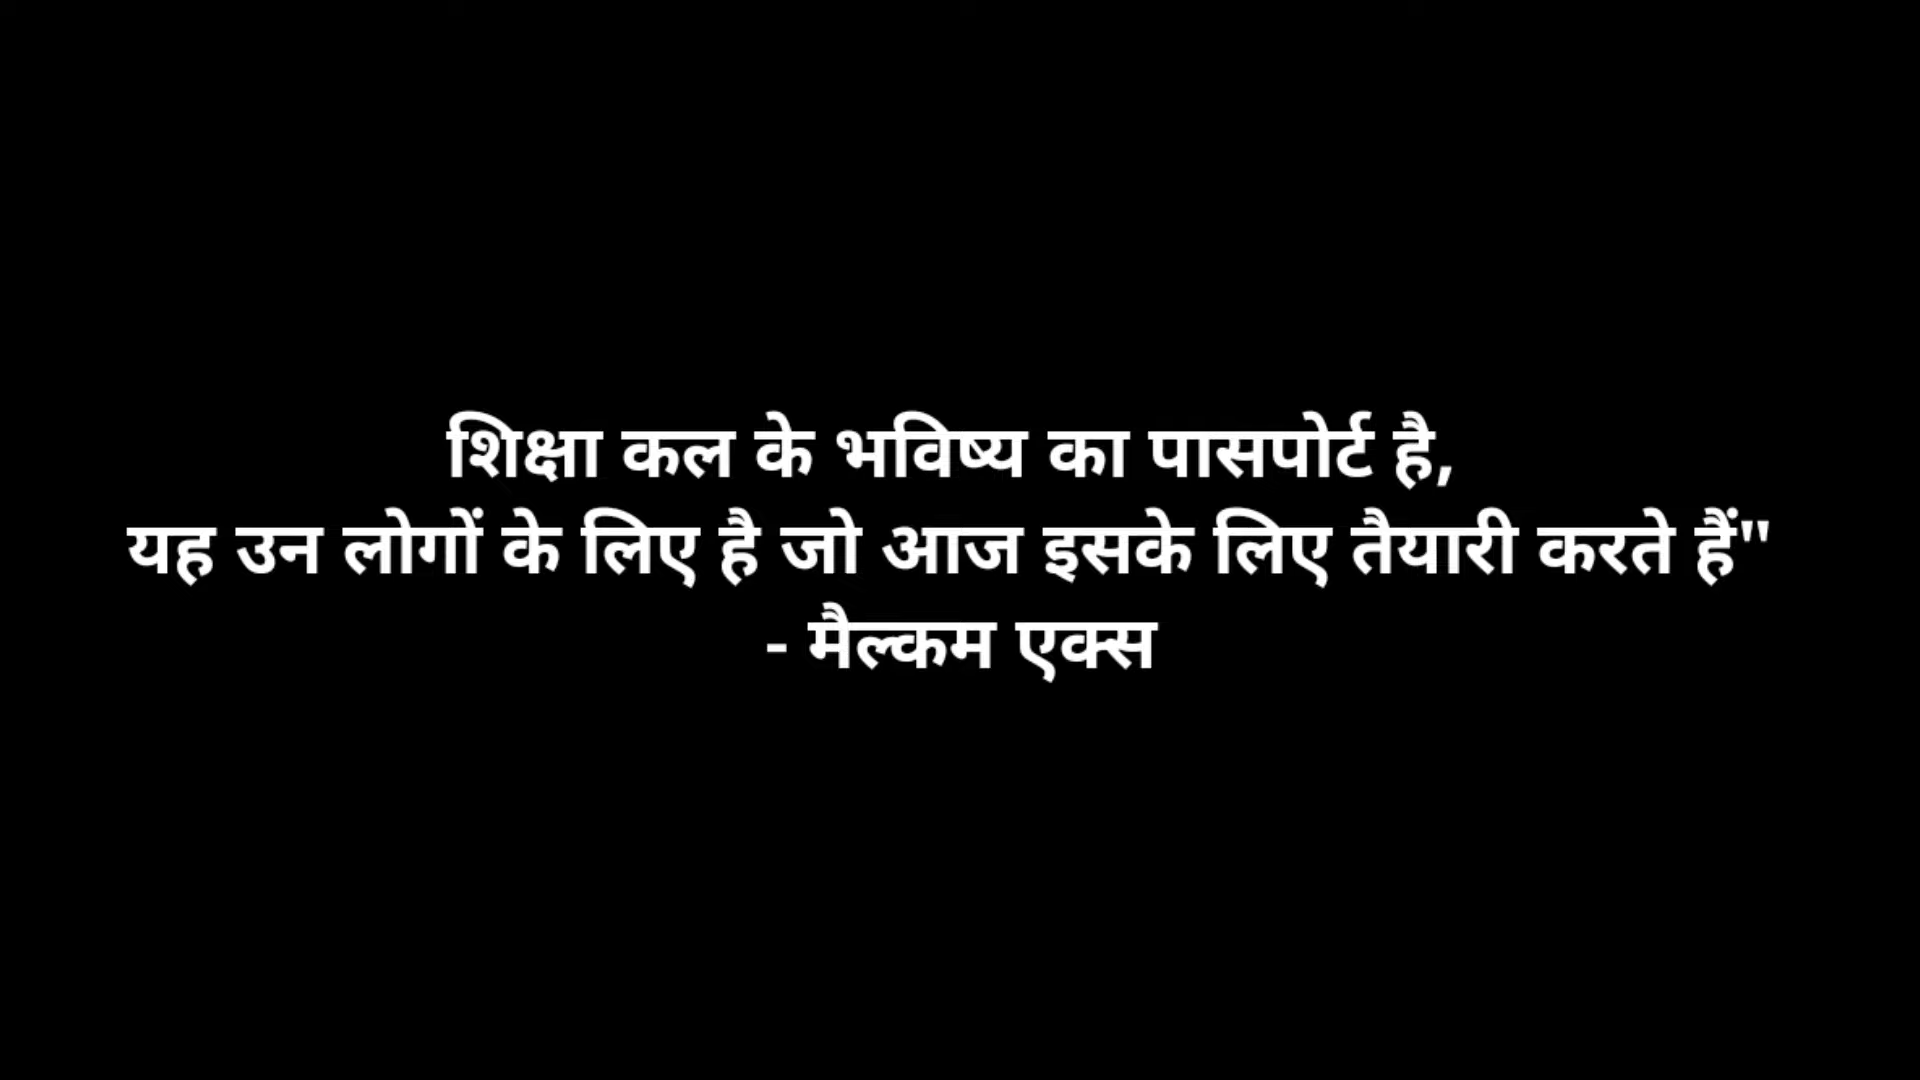 शिक्षा कल के भविष्य का पासपोर्ट है,
यह उन लोगों के लिए है जो आज इसके लिए तैयारी करते हैं"
- मैल्कम एक्स